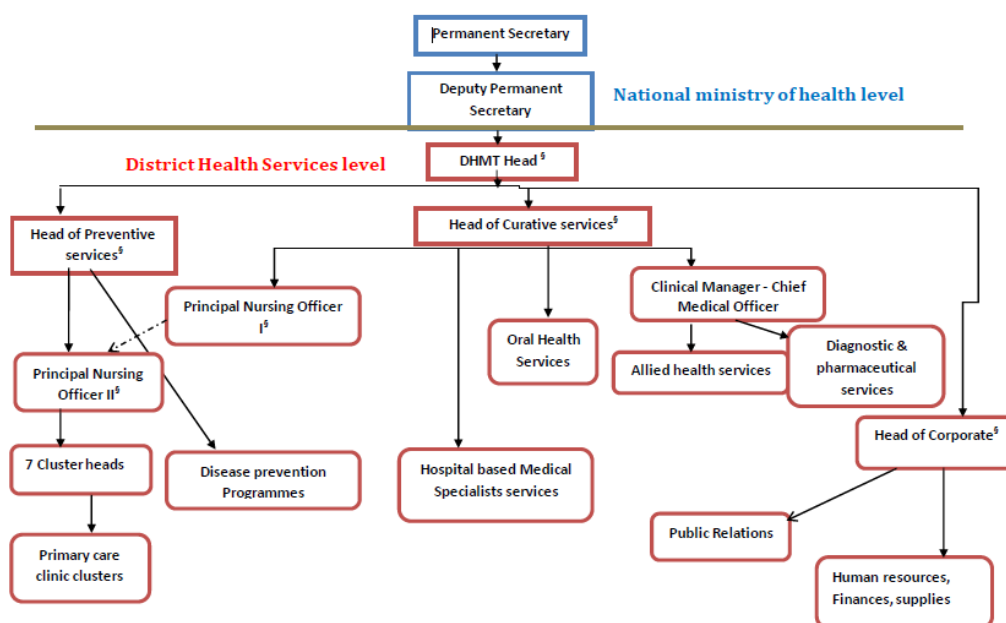 Permanent Secretary
Deputy Permanent
Secretary
National ministry of health level
DHMT Head §
District Health Services level
Head of Preventive
services§
Head of Curative services§
Principal Nursing Officer
I§
Clinical Manager - Chief
Medical Officer
Oral Health
Services
Diagnostic &
pharmaceutical
services
Allied health services
Principal Nursing
Officer II§
Head of Corporate§
7 Cluster heads
Disease prevention
Programmes
Hospital based Medical
Specialists services
Public Relations
Primary care
clinic clusters
Human resources,
Finances, supplies